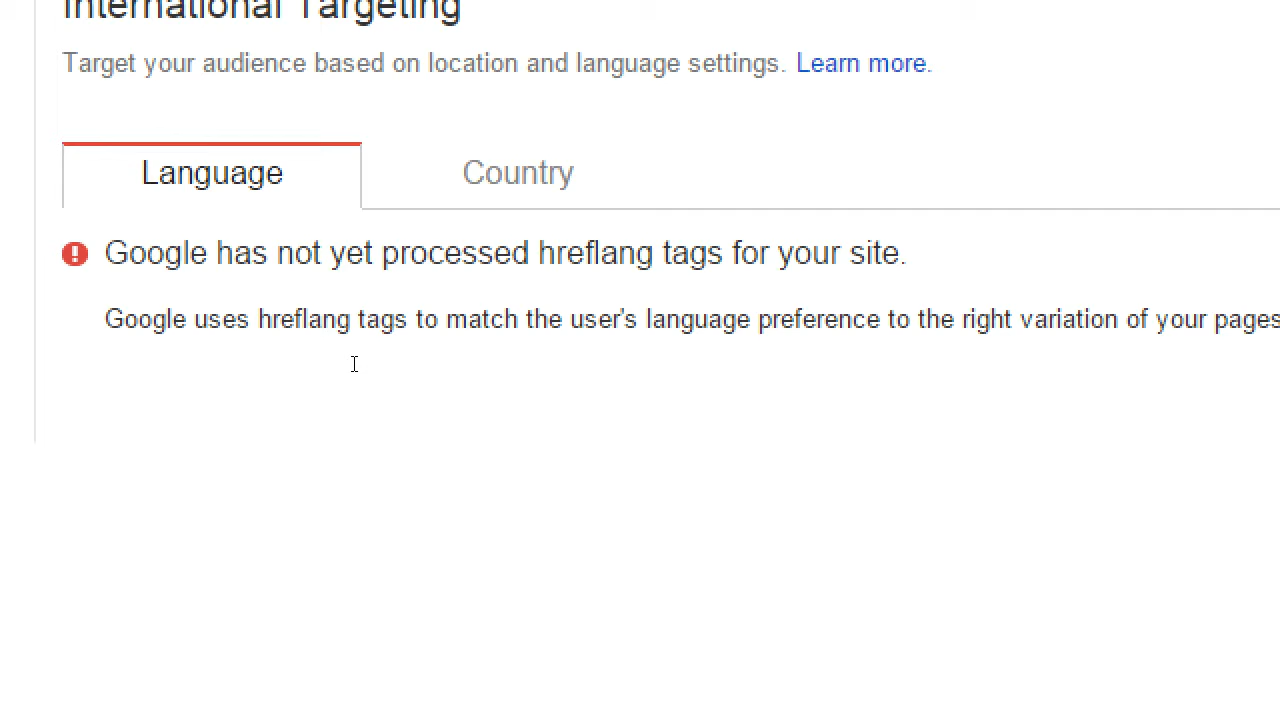 International Targeting
Target your audience based on location and language settings. Learn more.
Language
Country
Google has not yet processed hreflang tags for your site.
Google uses hreflang tags to match the user's language preference to the right variation of your pages